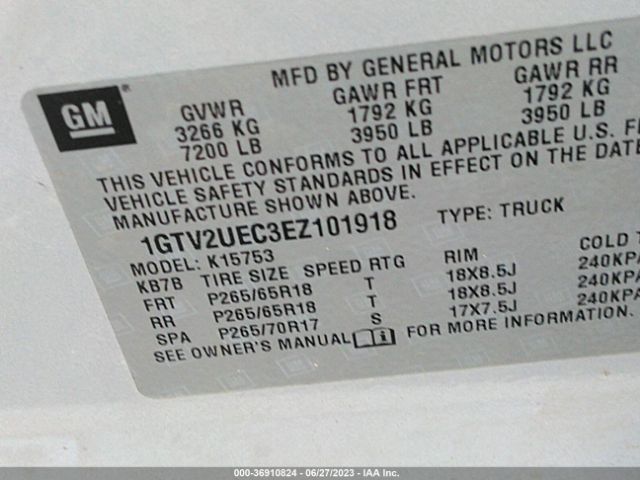 MFD BY GENERAL MOTORS LLC
GM®
GVWR GAWR FRT GAWR RR
3266 KG 1792 KG 1792 KG
7200 LB 3950 LB 3950 LB
THIS VEHICLE CONFORMS TO ALL APPLICABLE U.S.
VEHICLE SAFETY STANDARDS IN EFFECT ON THE DATE
MANUFACTURE SHOWN ABOVE.
1GTV2UEC3EZ101918 TYPE: TRUCK
MODEL: K15753
KB7B TIRE SIZE SPEED RTG RIM COLD
FRT P265/65R18 T 18X8.5J 240KPA
RR P265/65R18 T 18X8.5J 240KPA
SPA P265/70R17 S 17X7.5J 240KPA
SEE OWNER'S MANUAL FOR MORE INFORMATION.
000-36910824 - 06/27/2023 - IAAI.com